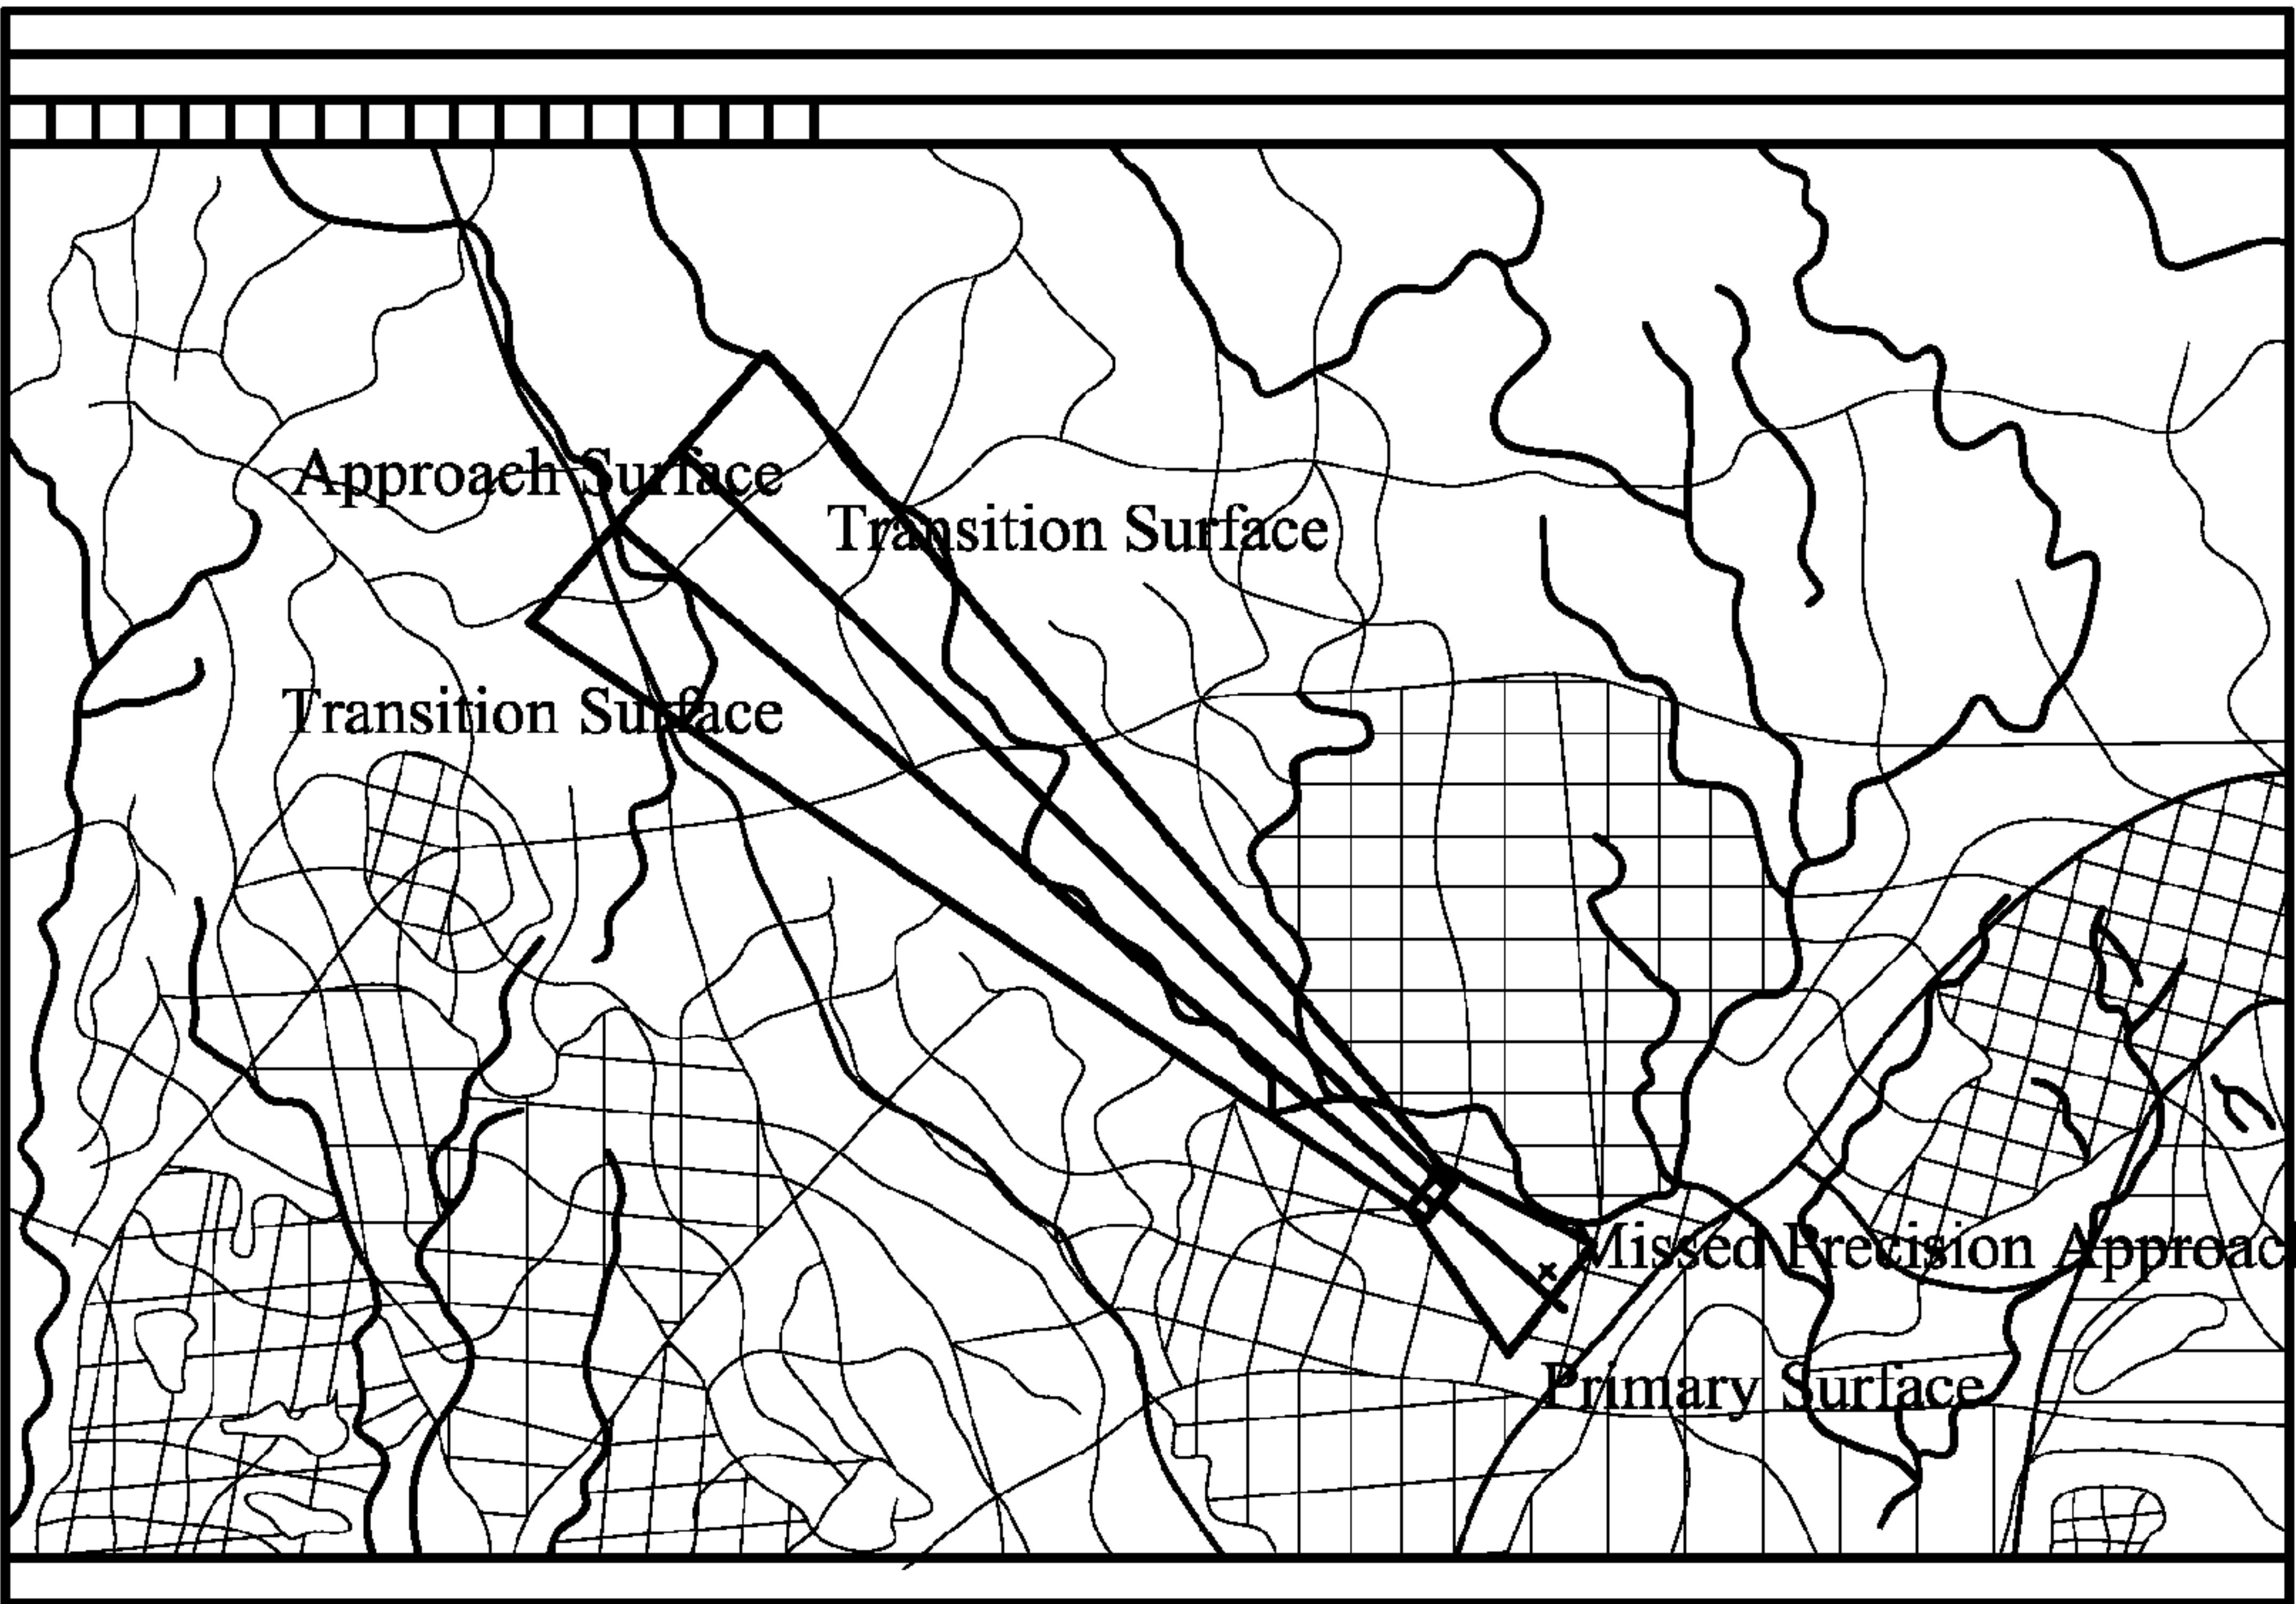 Approach Surface
Transition Surface
Transition Surface
Missed Precision Approac
Primary Surface